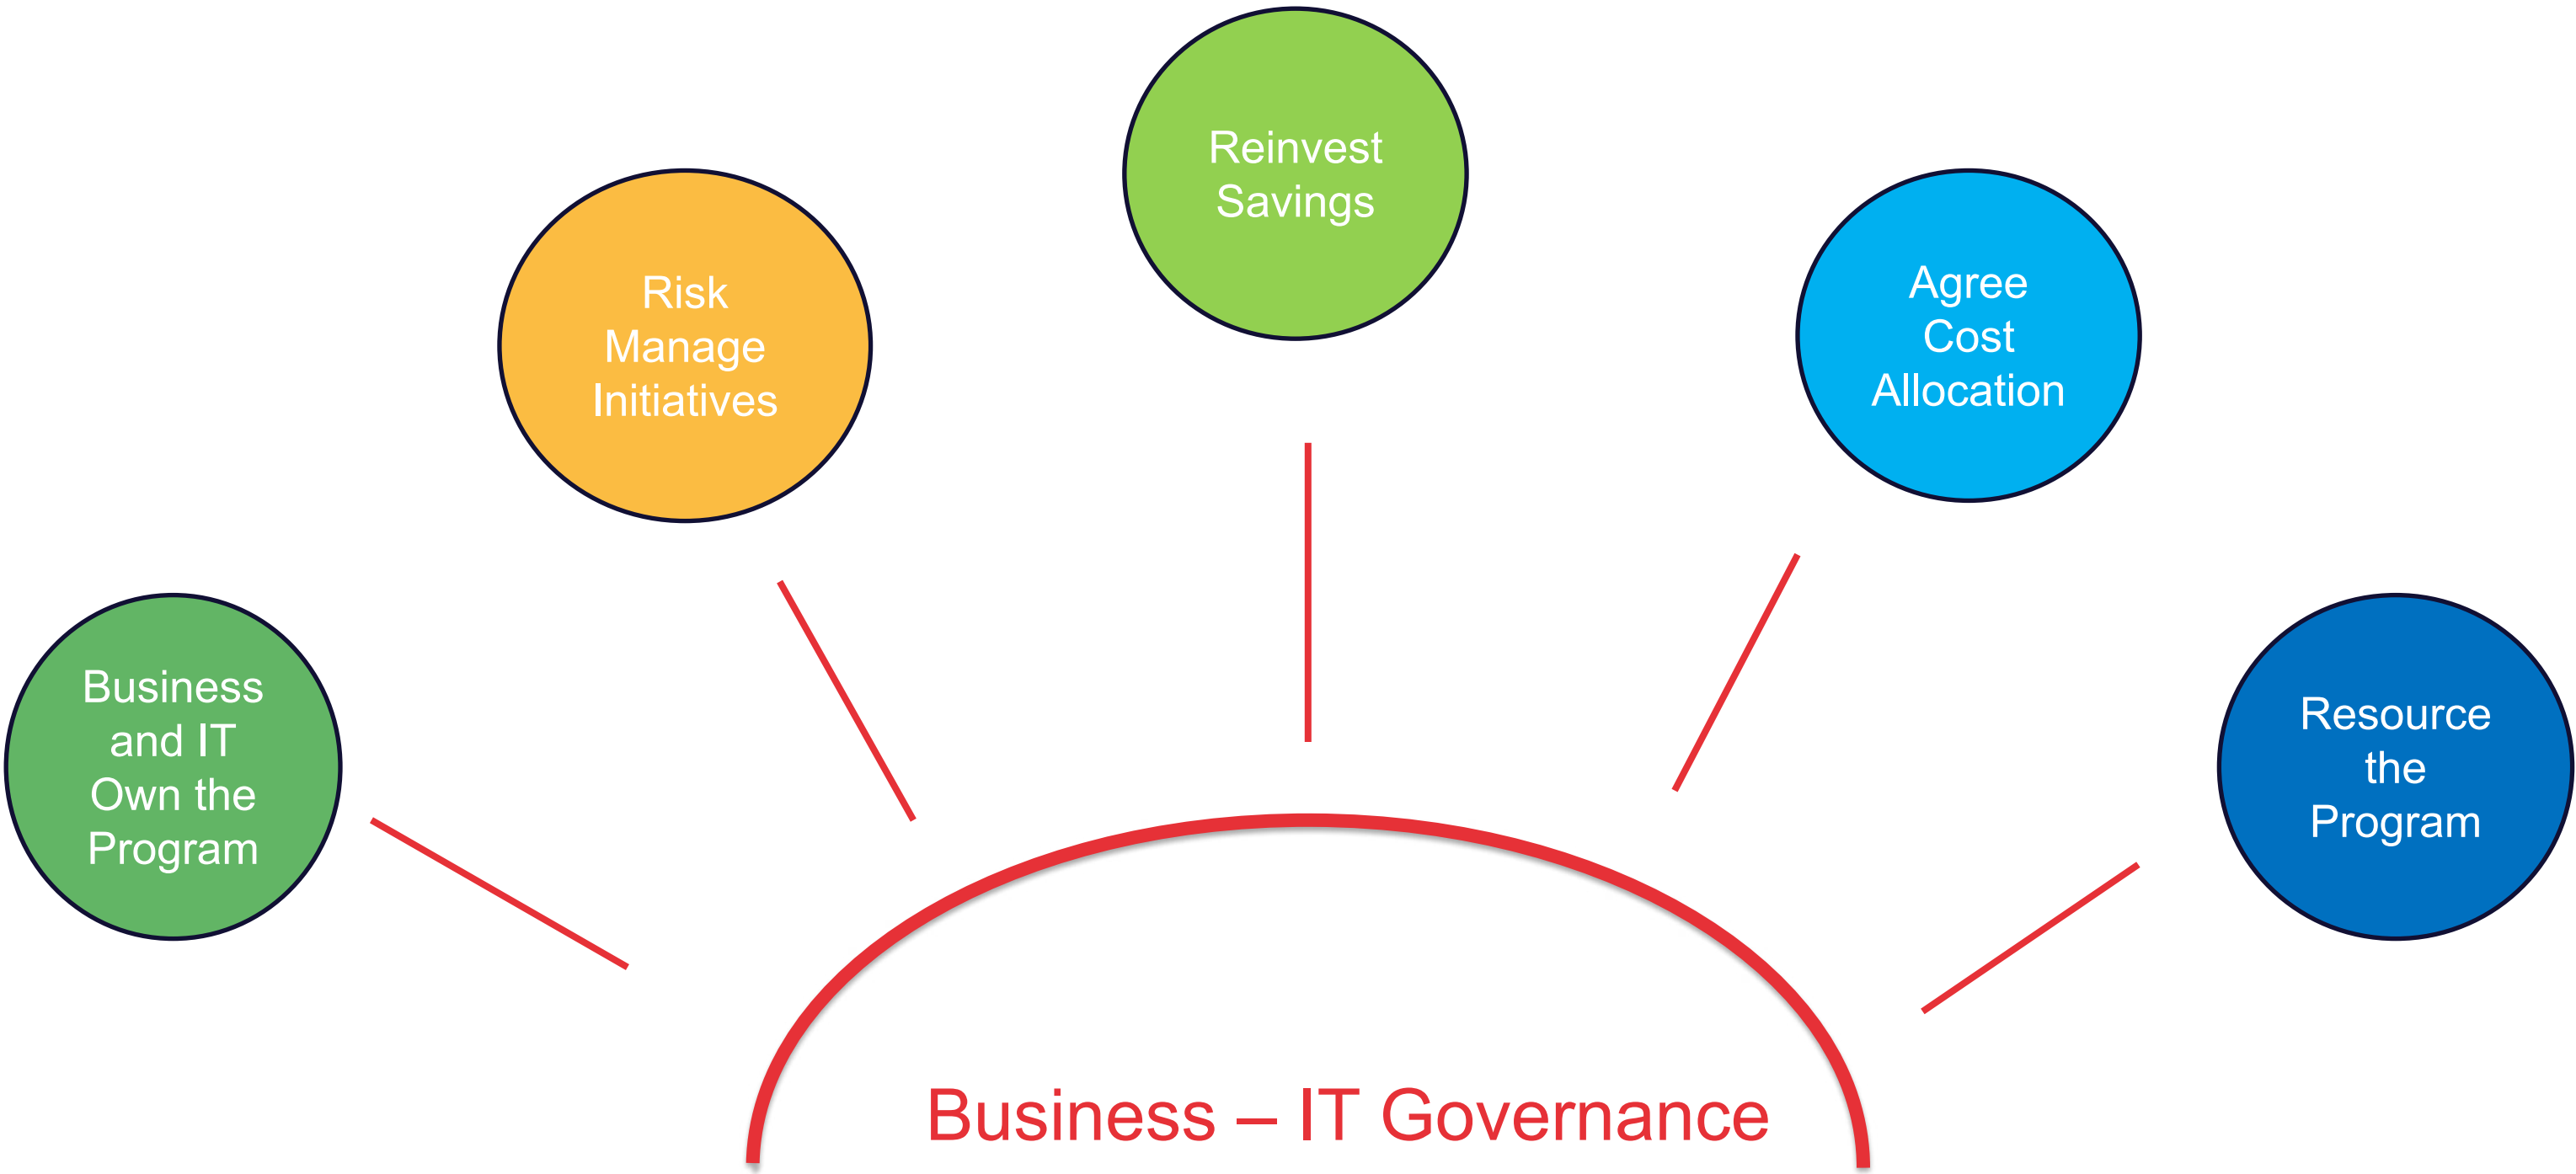 Business
and IT
Own the
Program
Risk
Manage
Initiatives
Reinvest
Savings
Agree
Cost
Allocation
Resource
the
Program
Business – IT Governance